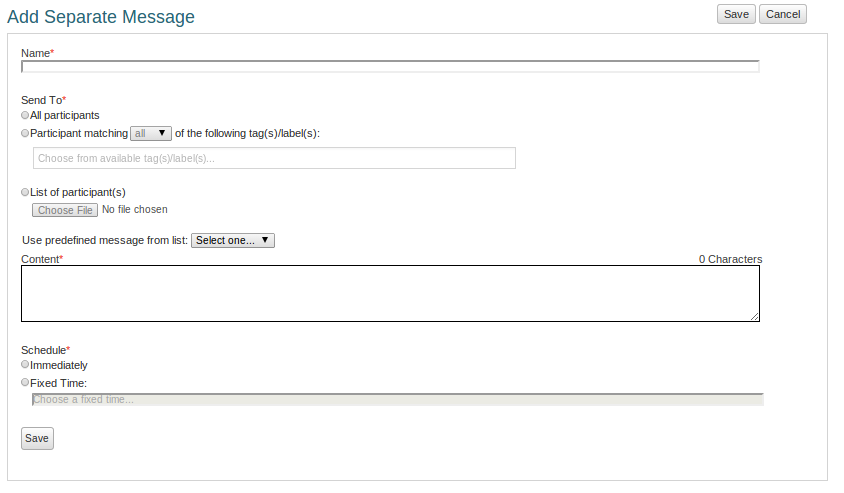 Add Separate Message
Save Cancel
Name*
Send To*
All participants
Participant matching all of the following tag(s)/label(s):
Choose from available tag(s)/label(s)...
List of participant(s)
Choose File No file chosen
Use predefined message from list: Select one...
Content* 0 Characters
Schedule*
Immediately
Fixed Time:
Choose a fixed time...
Save